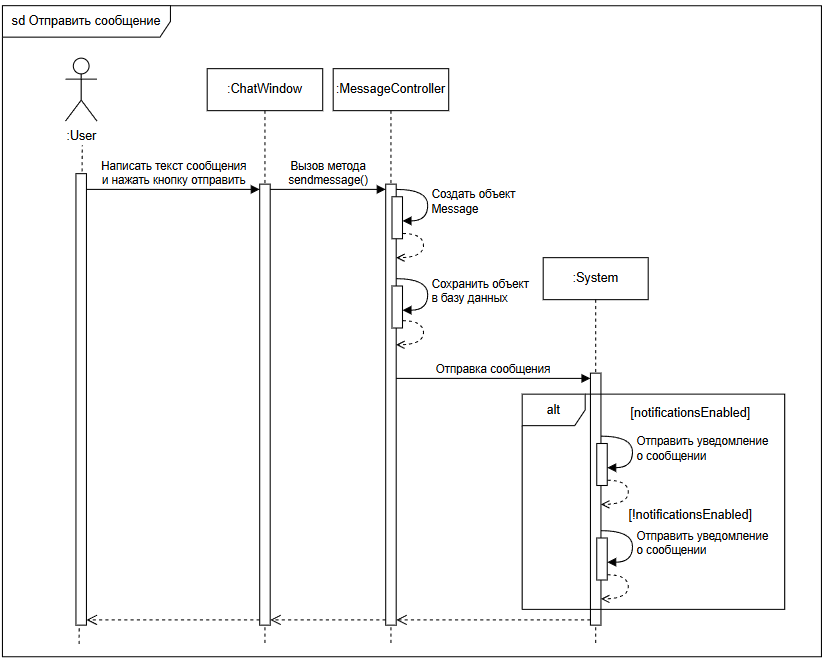 sd Отправить сообщение
:User
:ChatWindow
:MessageController
Написать текст сообщения
и нажать кнопку отправить
Вызов метода
sendmessage()
Создать объект
Message
:System
Сохранить объект
в базу данных
Отправка сообщения
alt
[notificationsEnabled]
Отправить уведомление
о сообщении
[!notificationsEnabled]
Отправить уведомление
о сообщении